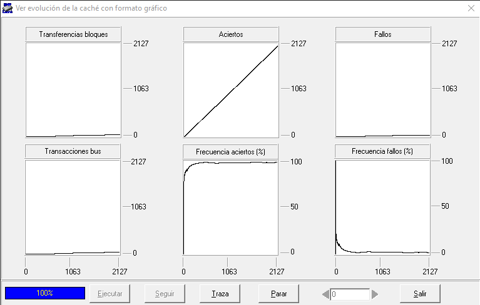 Ver evolución de la caché con formato gráfico
Transferencias bloques
Aciertos
Fallos
2127
2127
2127
1063
1063
1063
0
0
0
Transacciones bus
Frecuencia aciertos (%)
Frecuencia fallos (%)
2127
100
100
1063
50
50
0
0
0
0 1063 2127
0 1063 2127
0 1063 2127
100%
Ejecutar
Seguir
Traza
Parar
0
Salir